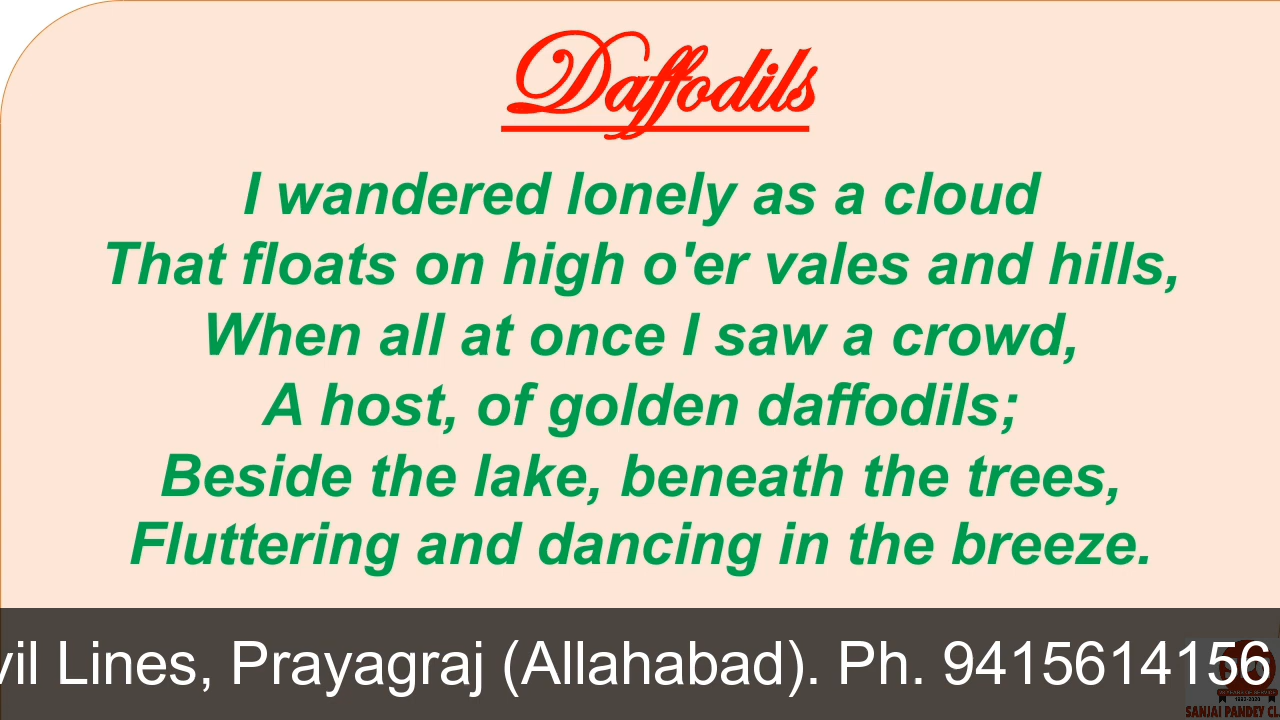 Daffodils
I wandered lonely as a cloud
That floats on high o'er vales and hills,
When all at once I saw a crowd,
A host, of golden daffodils;
Beside the lake, beneath the trees,
Fluttering and dancing in the breeze.
vil Lines, Prayagraj (Allahabad). Ph. 9415614156
SANJAI PANDEY CL